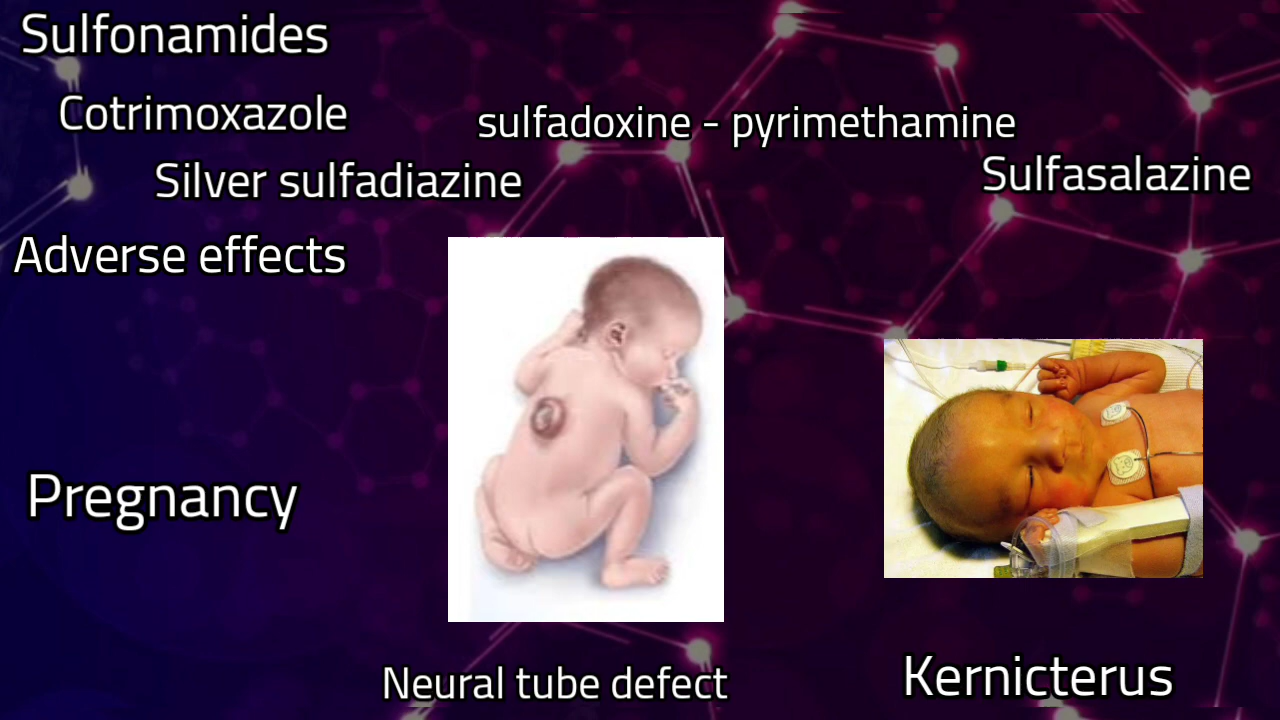 Sulfonamides
Cotrimoxazole
sulfadoxine - pyrimethamine
Silver sulfadiazine
Sulfasalazine
Adverse effects
Pregnancy
Neural tube defect
Kernicterus